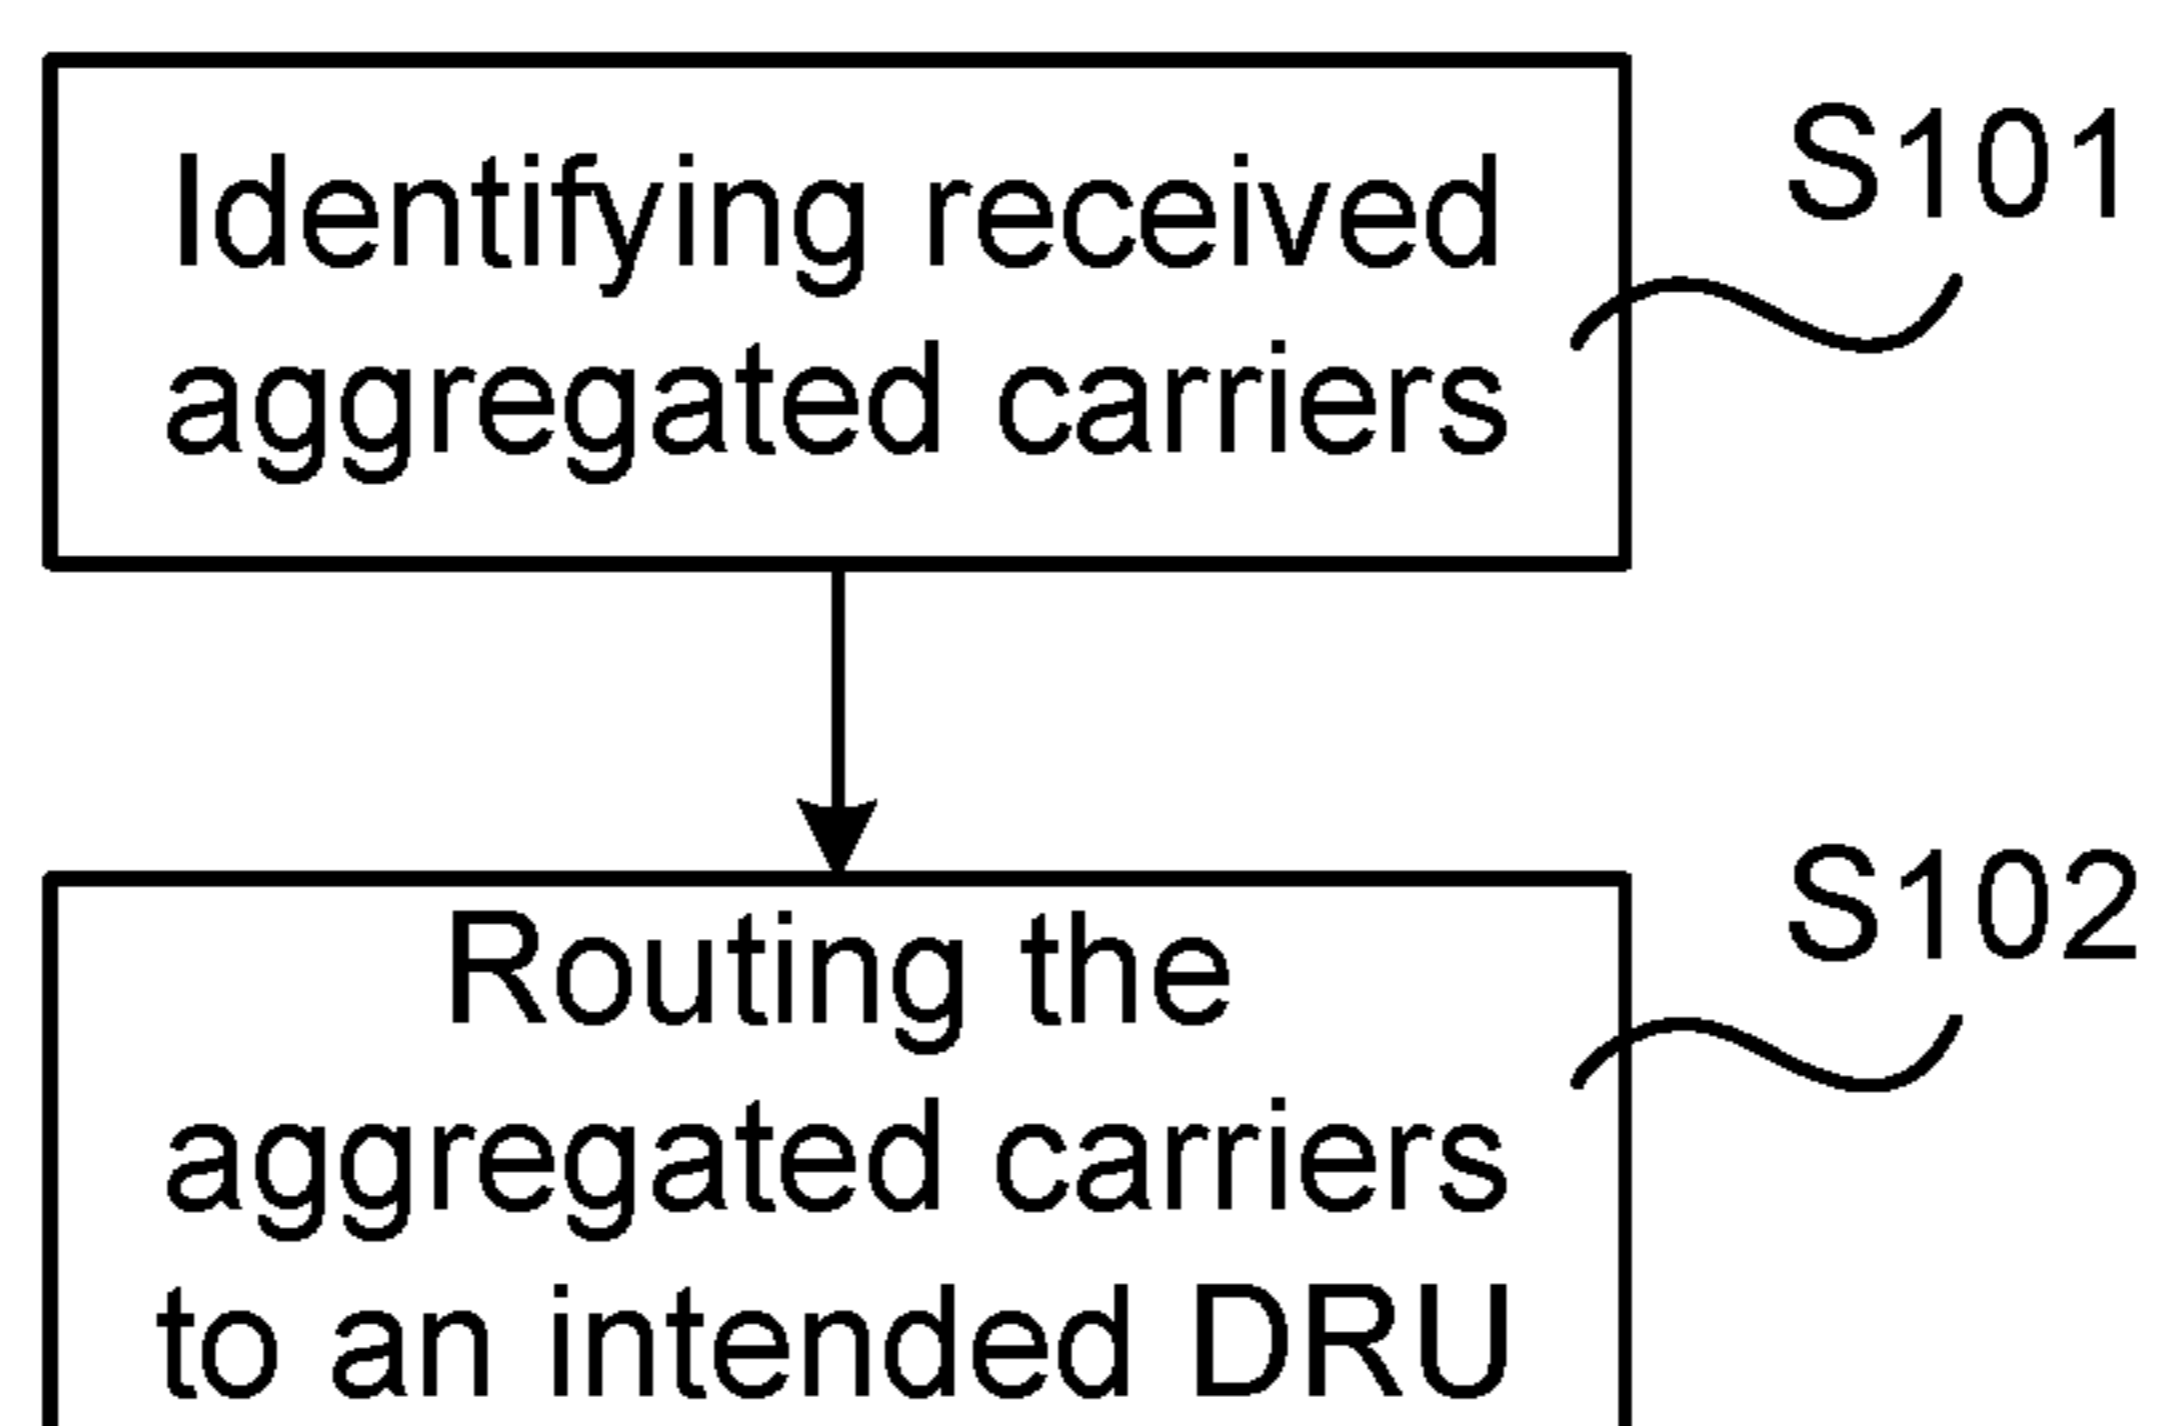 Identifying received
aggregated carriers
S101
Routing the
aggregated carriers
to an intended DRU
S102